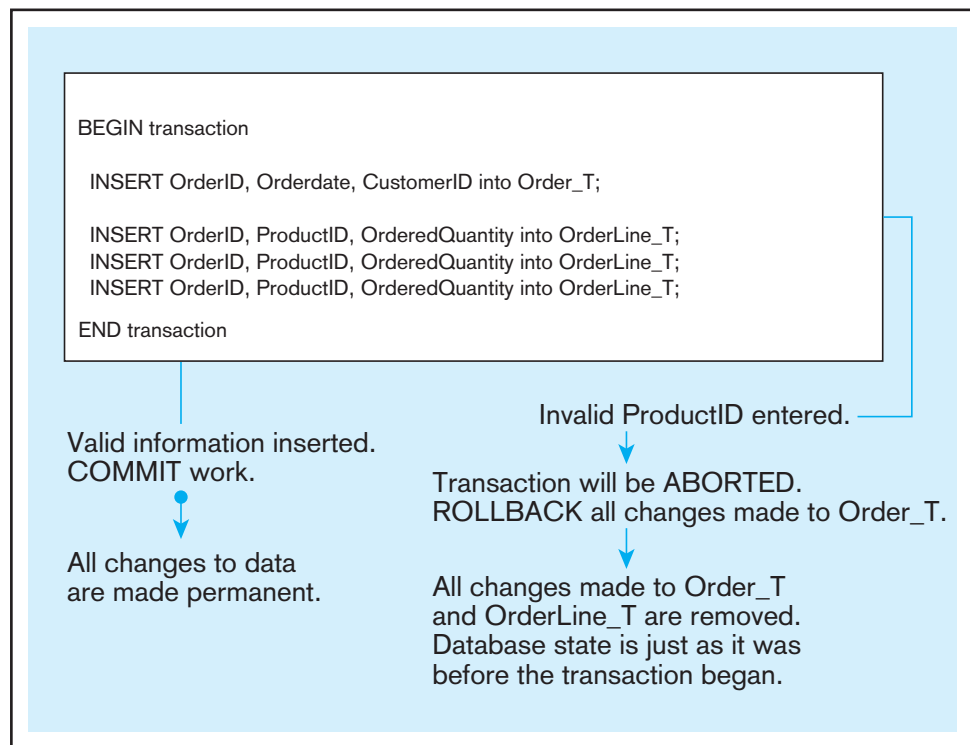 BEGIN transaction
INSERT OrderID, Orderdate, CustomerID into Order_T;
INSERT OrderID, ProductID, OrderedQuantity into OrderLine_T;
INSERT OrderID, ProductID, OrderedQuantity into OrderLine_T;
INSERT OrderID, ProductID, OrderedQuantity into OrderLine_T;
END transaction
Valid information inserted.
COMMIT work.
All changes to data
are made permanent.
Invalid ProductID entered.
Transaction will be ABORTED.
ROLLBACK all changes made to Order_T.
All changes made to Order_T
and OrderLine_T are removed.
Database state is just as it was
before the transaction began.